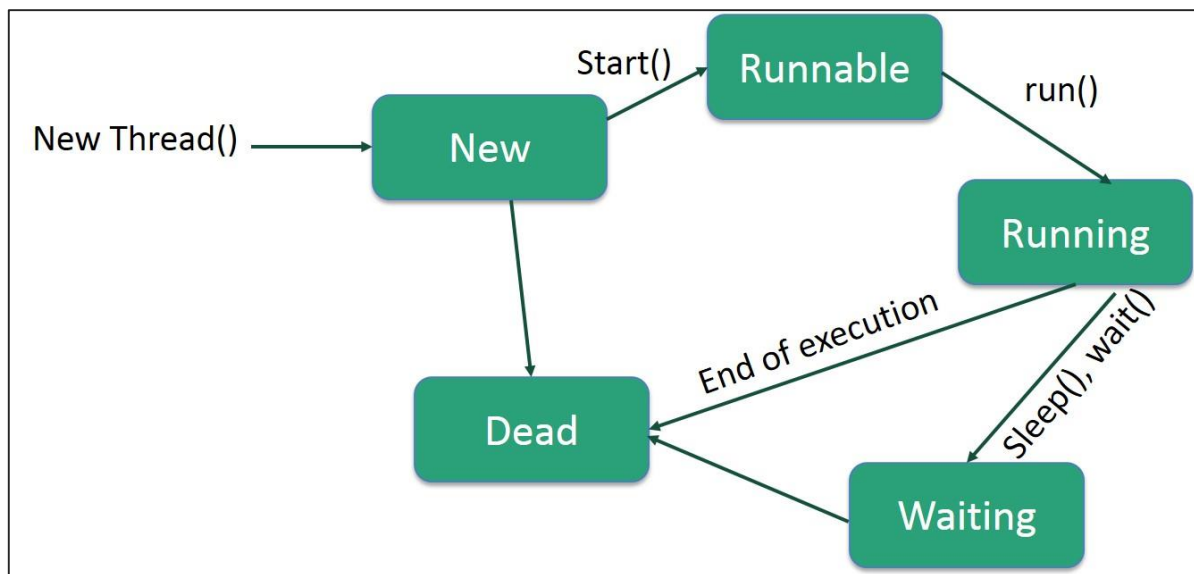 Start()
Runnable
run()
New Thread()
New
Running
End of execution
Sleep(), wait()
Dead
Waiting